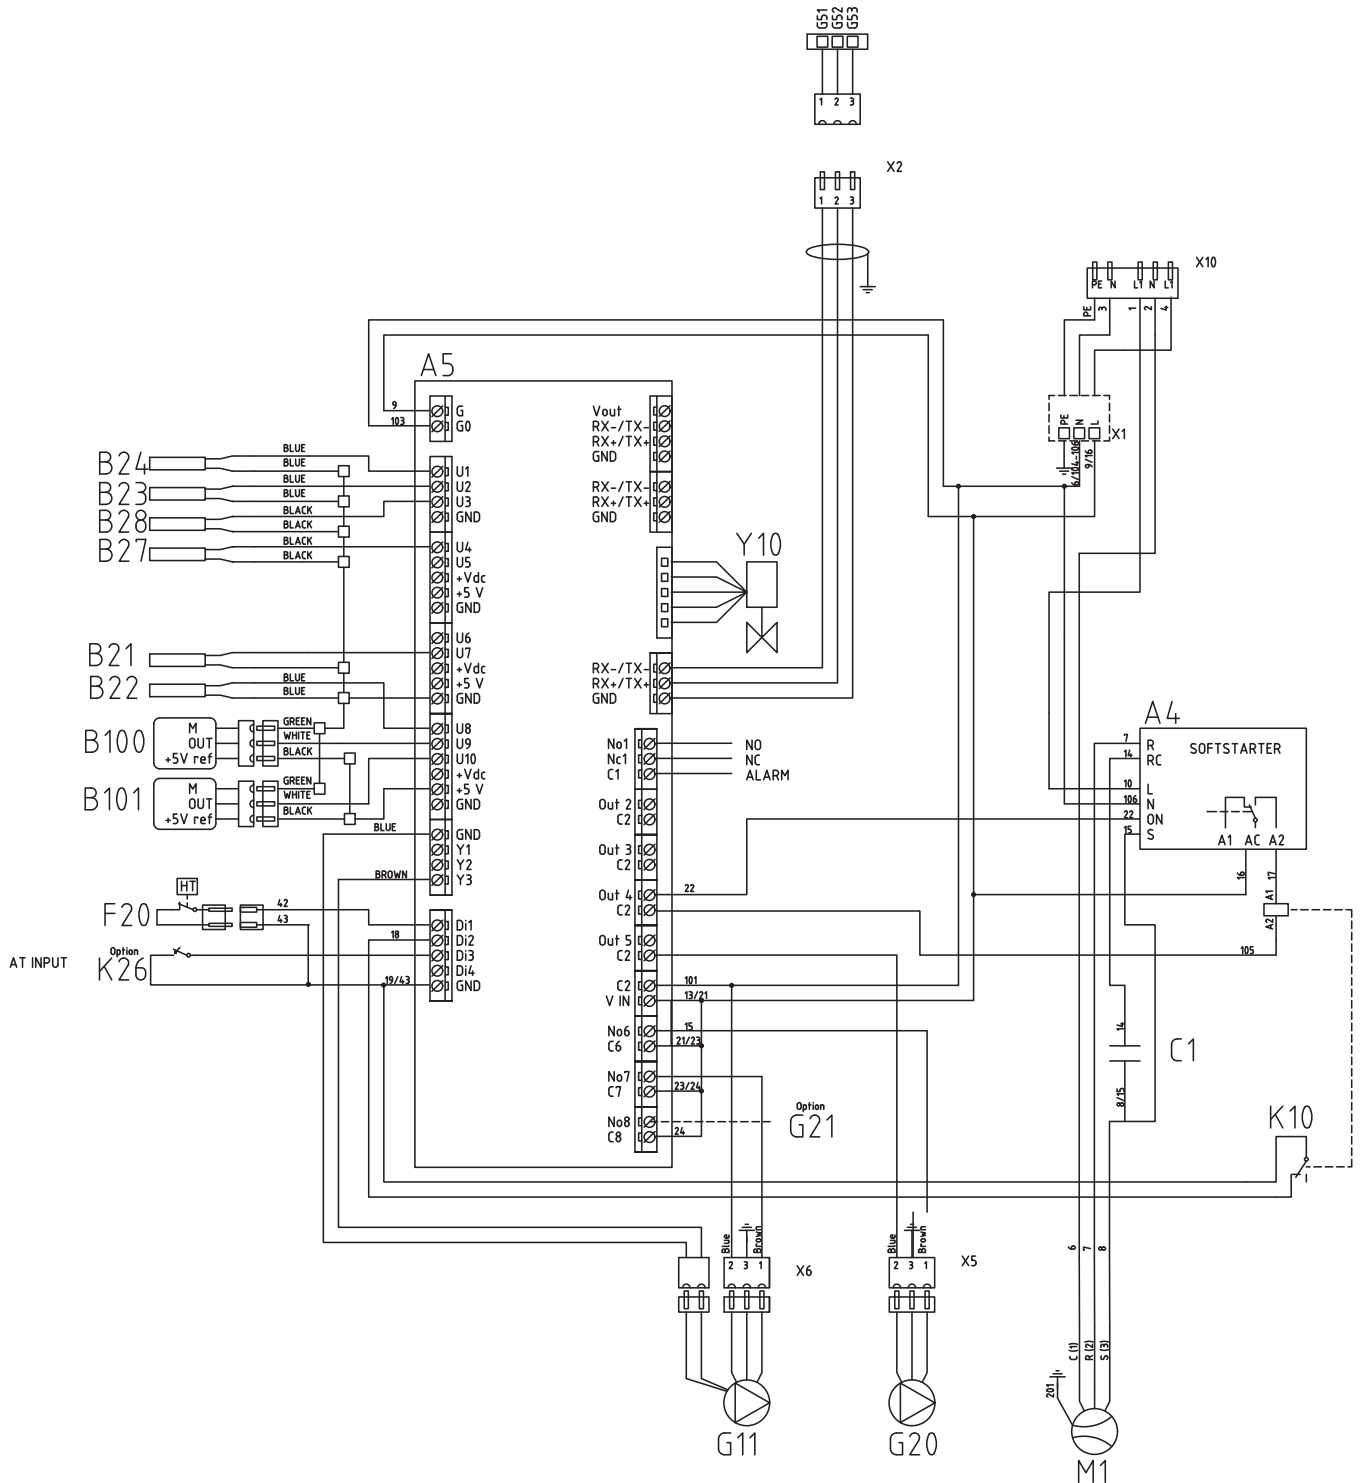 G51 G52 G53
1 2 3
X2
1 2 3
X10
PE N L1 N L1
PE 3 1 2 4
A5
9 G
103 G0
Vout
RX-/TX-
RX+/TX+
GND
RX-/TX-
RX+/TX+
GND
PE N L
X1
6/104-106
9/16
B24 BLUE
BLUE
B23 BLUE
BLUE
B28 BLACK
BLACK
B27 BLACK
BLACK
U1
U2
U3
GND
U4
U5
+Vdc
+5 V
GND
Y10
B21
B22 BLUE
BLUE
U6
U7
+Vdc
+5 V
GND
RX-/TX-
RX+/TX+
GND
B100
M GREEN
OUT WHITE
+5V ref BLACK
B101
M GREEN
OUT WHITE
+5V ref BLACK
U8
U9
U10
+Vdc
+5 V
GND
No1 NO
Nc1 NC
C1 ALARM
Out 2
C2
A4
SOFTSTARTER
7 R
14 RC
10 L
106 N
22 ON
15 S
A1 AC A2
16 17
A1
A2
BLUE GND
Y1
Y2
BROWN Y3
Out 3
C2
Out 4 22
C2
HT
F20
42
43
Di1
18 Di2
Di3
Di4
19/43 GND
Option
K26
AT INPUT
Out 5
C2
105
C2 101
V IN 13/21
No6 15
C6 21/23
No7
C7 23/24
No8
C8 24
Option
G21
14
C1
8/15
K10
Blue Brown
2 3 1
X6
Blue Brown
2 3 1
X5
6 7 8
C (1) R (2) S (3)
201
G11
G20
M1